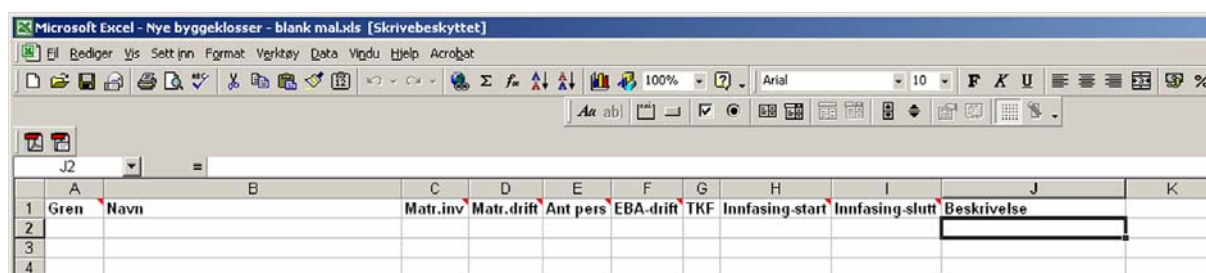 Microsoft Excel - Nye byggeklosser - blank mal.xls [Skrivebeskyttet]
Fil Rediger Vis Sett inn Format Verktøy Data Vindu Hjelp Acrobat
100% Arial 10 F K U %
Aa ab|
J2 =
A B C D E F G H I J K
1 Gren Navn Matr.inv Matr.drift Ant pers EBA-drift TKF Innfasing-start Innfasing-slutt Beskrivelse
2
3
4